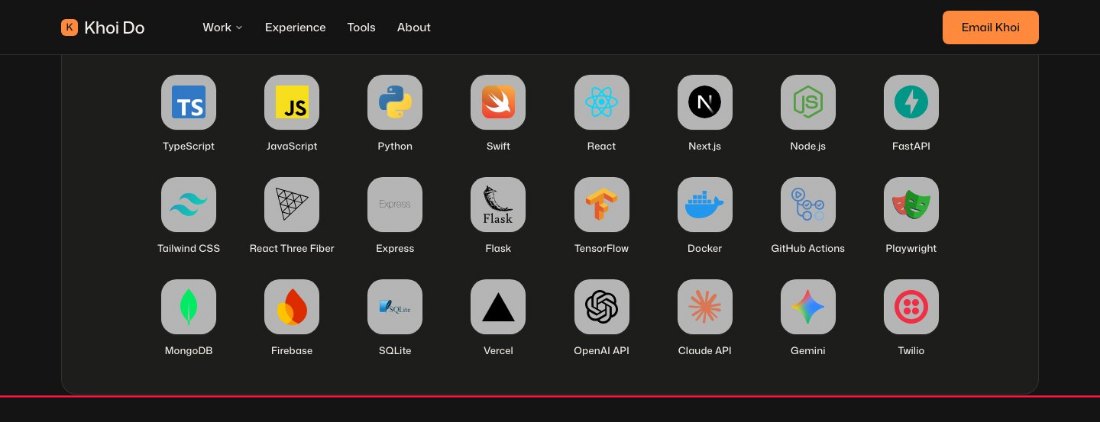 K Khoi Do Work Experience Tools About Email Khoi
TS JS N JS
TypeScript JavaScript Python Swift React Next.js Node.js FastAPI
Express Flask
Tailwind CSS React Three Fiber Express Flask TensorFlow Docker GitHub Actions Playwright
SQLite
MongoDB Firebase SQLite Vercel OpenAI API Claude API Gemini Twilio